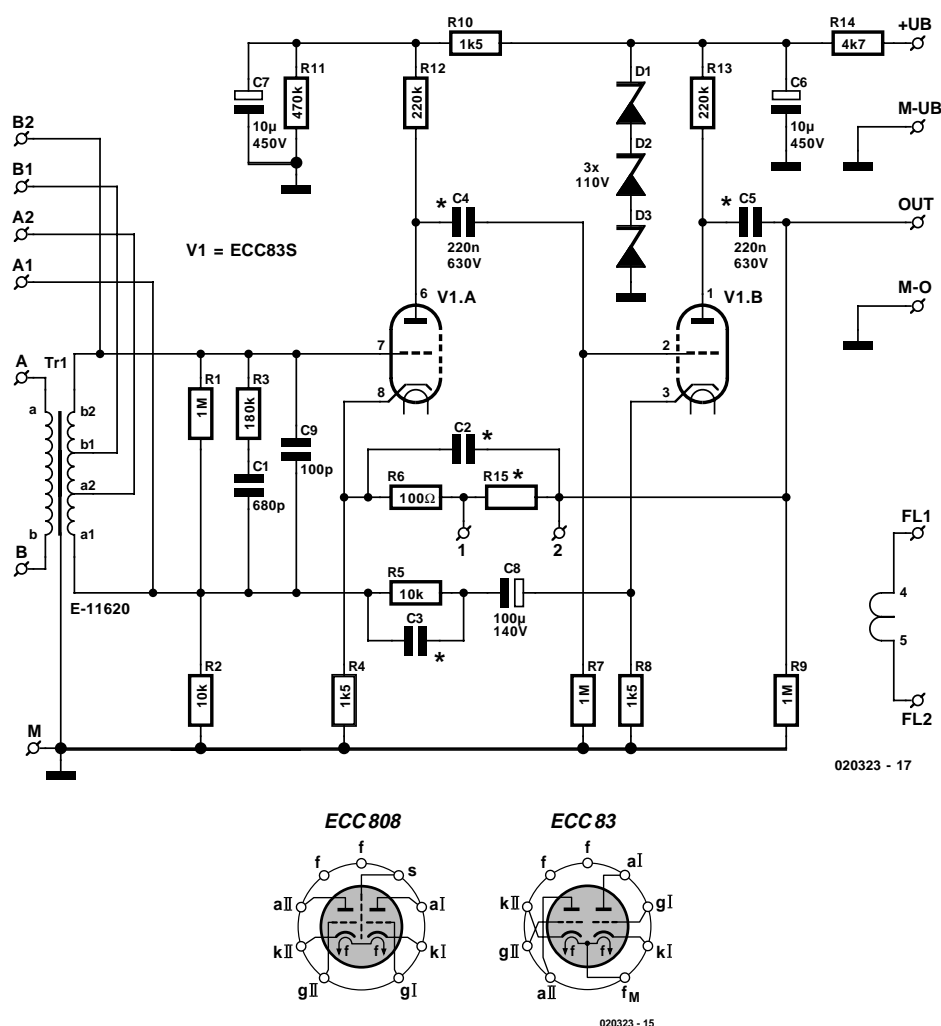 R10
1k5
R14
4k7
+UB
C7
10µ
450V
R11
470k
R12
220k
D1
D2
D3
3x
110V
R13
220k
C6
10µ
450V
M-UB
B2
B1
A2
A1
V1 = ECC83S
* C4
220n
630V
* C5
220n
630V
OUT
M-O
6
V1.A
7
8
1
V1.B
2
3
A
Tr1
a
b
b2
b1
a2
a1
B
E-11620
R1
1M
R3
180k
C1
680p
C9
100p
C2 *
R6
100Ω
R15 *
1
2
R5
10k
C3
*
C8
100µ
140V
FL1
4
5
FL2
R2
10k
R4
1k5
R7
1M
R8
1k5
R9
1M
M
020323 - 17
ECC 808
f
f
s
aII
aI
kII
kI
gII
gI
f
f
ECC 83
f
f
aI
kII
gI
gII
kI
aII
fM
f
f
020323 - 15